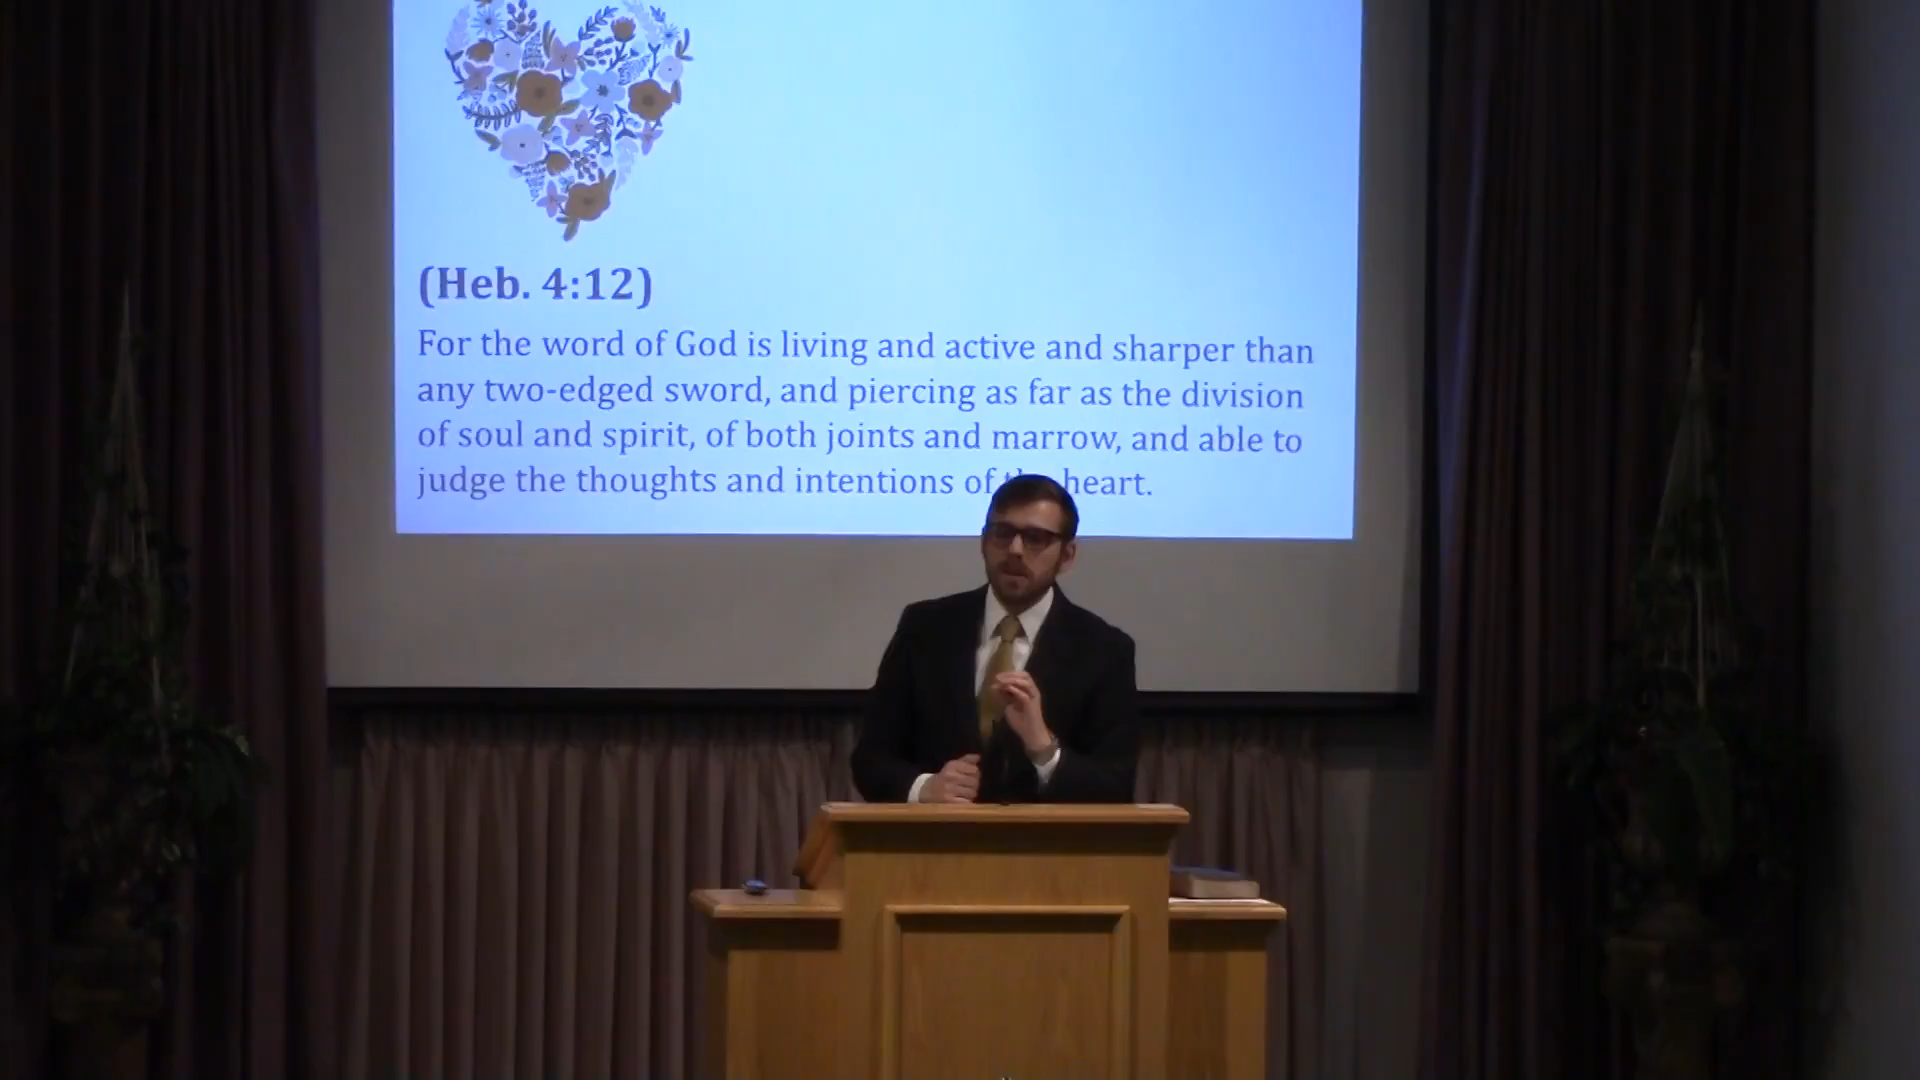 (Heb. 4:12)
For the word of God is living and active and sharper than
any two-edged sword, and piercing as far as the division
of soul and spirit, of both joints and marrow, and able to
judge the thoughts and intentions of heart.